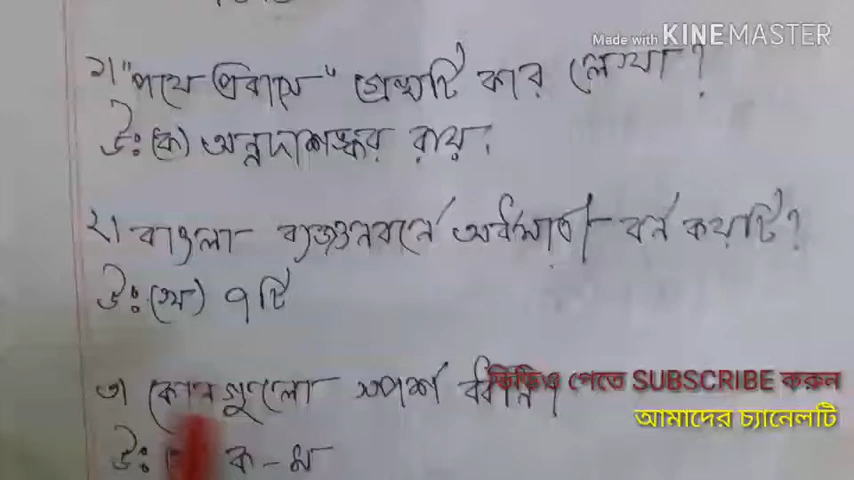 Made with KINEMASTER
১। "পথে প্রবাসে" গ্রন্থটি কার লেখা?
উঃ (ক) অন্নদাশঙ্কর রায়।
২। বাংলা ব্যঞ্জনবর্নে অর্ধমাত্রা বর্ন কয়টি?
উঃ (খ) ৭টি
৩। কোনগুলো স্পর্শ
পেতে SUBSCRIBE করুন
আমাদের চ্যানেলটি
উঃ ক-ম